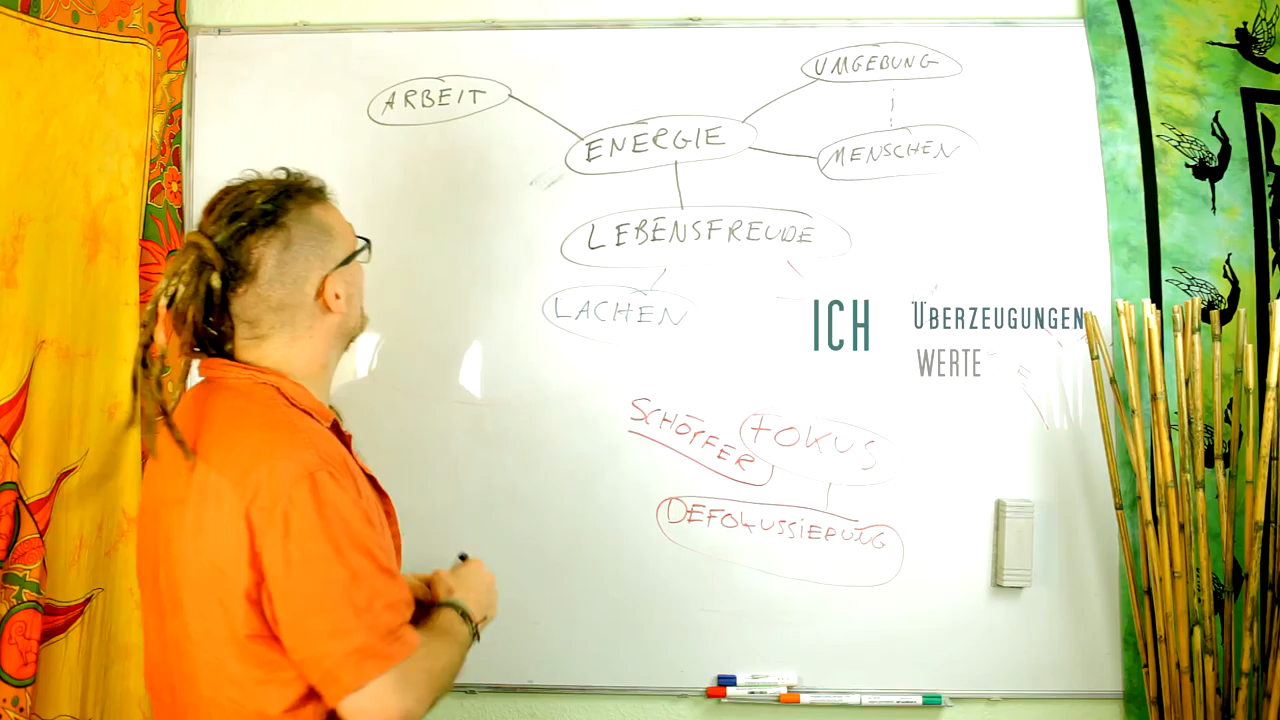 UMGEBUNG
ARBEIT
ENERGIE
MENSCHEN
LEBENSFREUDE
LACHEN
ICH
ÜBERZEUGUNGEN
WERTE
SCHÖPFER
FOKUS
DEFOKUSSIERUNG